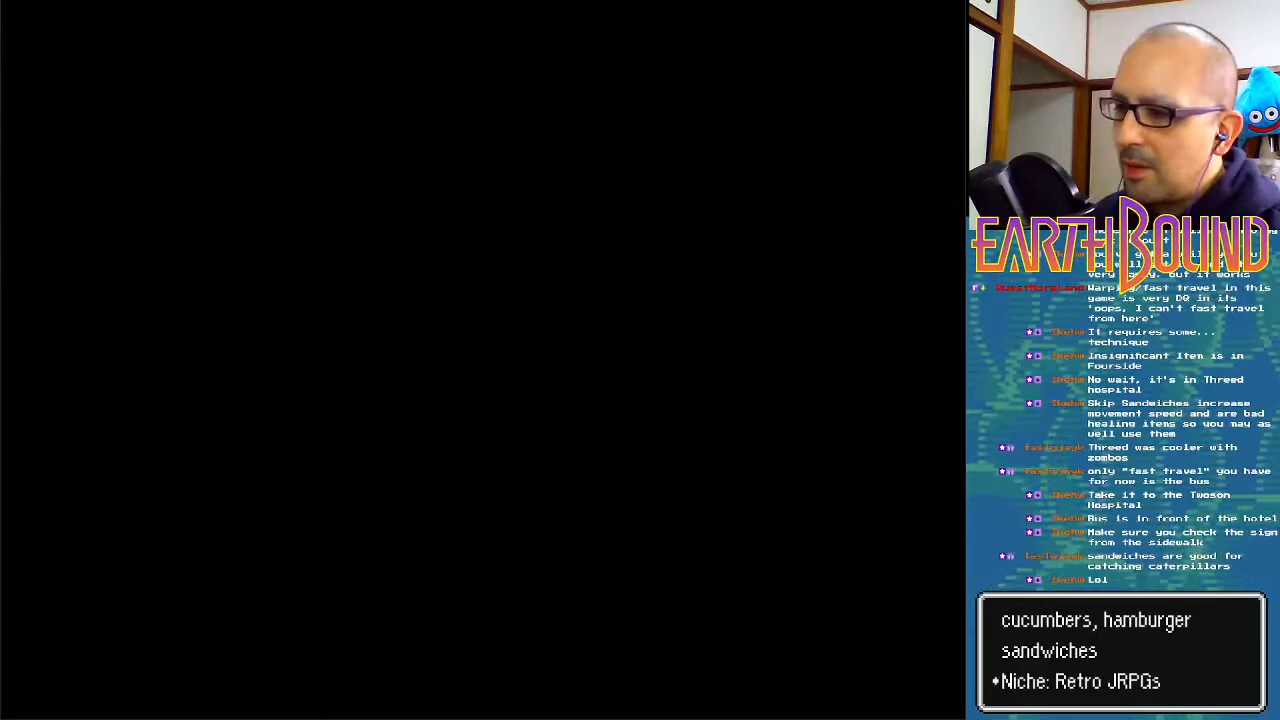 EARTHBOUND
very
but it works
Warping/fast travel in this
game is very DQ in its
'oops, I can't fast travel
from here'
It requires some...
technique
Insignificant Item is in
Fourside
No wait, it's in Threed
hospital
Skip Sandwiches increase
movement speed and are bad
healing items so you may as
well use them
Threed was cooler with
zombos
only "fast travel" you have
for now is the bus
Take it to the Twoson
Hospital
Bus is in front of the hotel
Make sure you check the sign
from the sidewalk
sandwiches are good for
catching caterpillars
Lol
cucumbers, hamburger
sandwiches
•Niche: Retro JRPGs